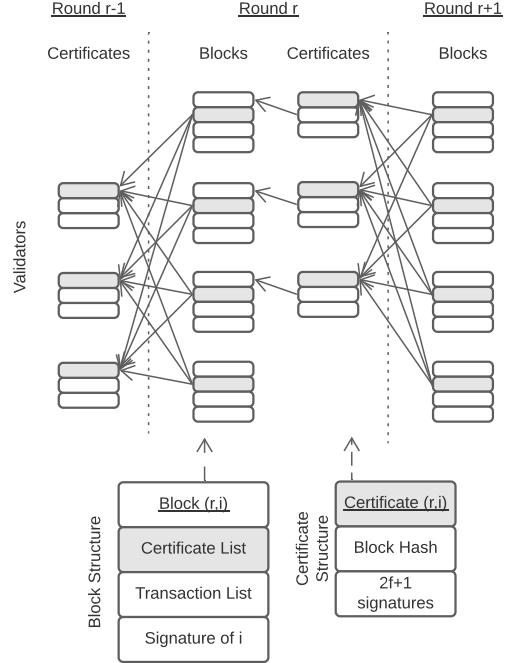 Round r-1
Round r
Round r+1
Certificates
Blocks
Certificates
Blocks
Validators
Block Structure
Block (r,i)
Certificate List
Transaction List
Signature of i
Certificate
Structure
Certificate (r,i)
Block Hash
2f+1
signatures